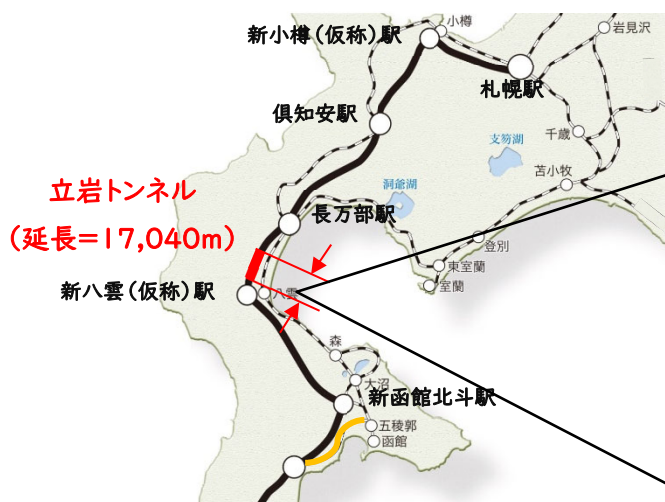 新小樽(仮称)駅
小樽
岩見沢
札幌駅
倶知安駅
千歳
支笏湖
苫小牧
立岩トンネル
(延長=17,040m)
洞爺湖
長万部駅
登別
東室蘭
室蘭
新八雲(仮称)駅
八雲
森
大沼
新函館北斗駅
五稜郭
函館